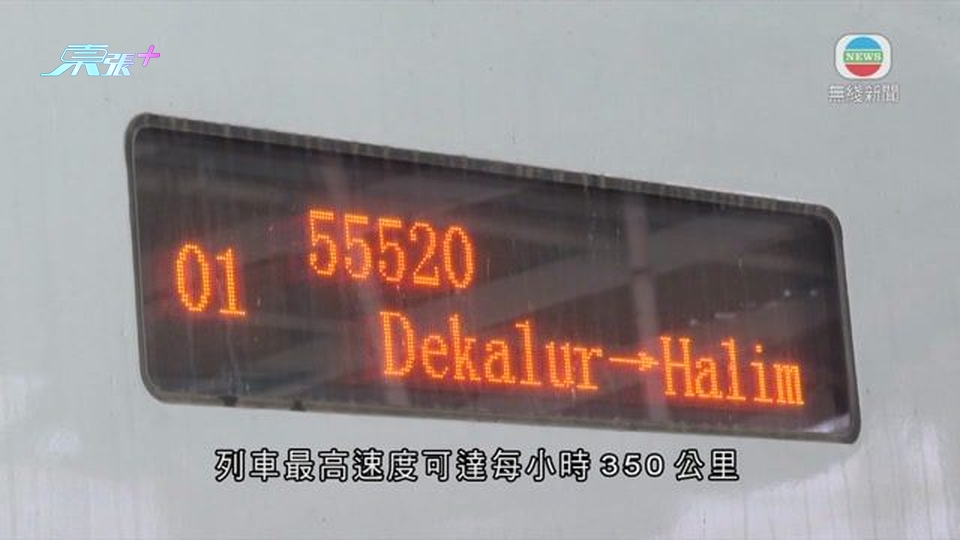 東張+
NEWS
無綫新聞
01
55520
Dekalur→Halim
列車最高速度可達每小時350公里